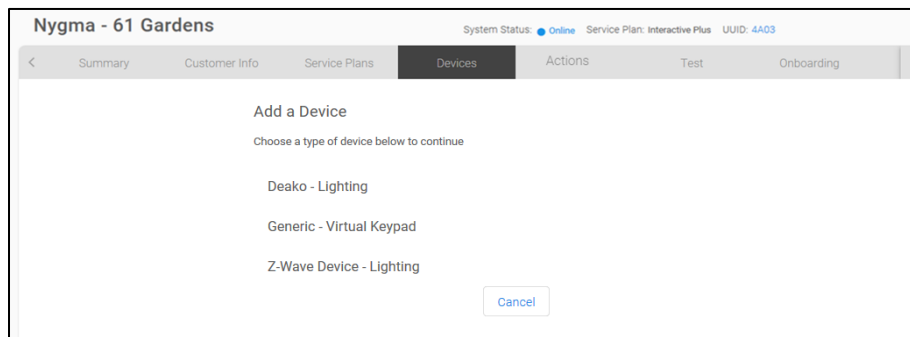 Nygma - 61 Gardens
System Status: Online Service Plan: Interactive Plus UUID: 4A03
< Summary Customer Info Service Plans Devices Actions Test Onboarding
Add a Device
Choose a type of device below to continue
Deako - Lighting
Generic - Virtual Keypad
Z-Wave Device - Lighting
Cancel